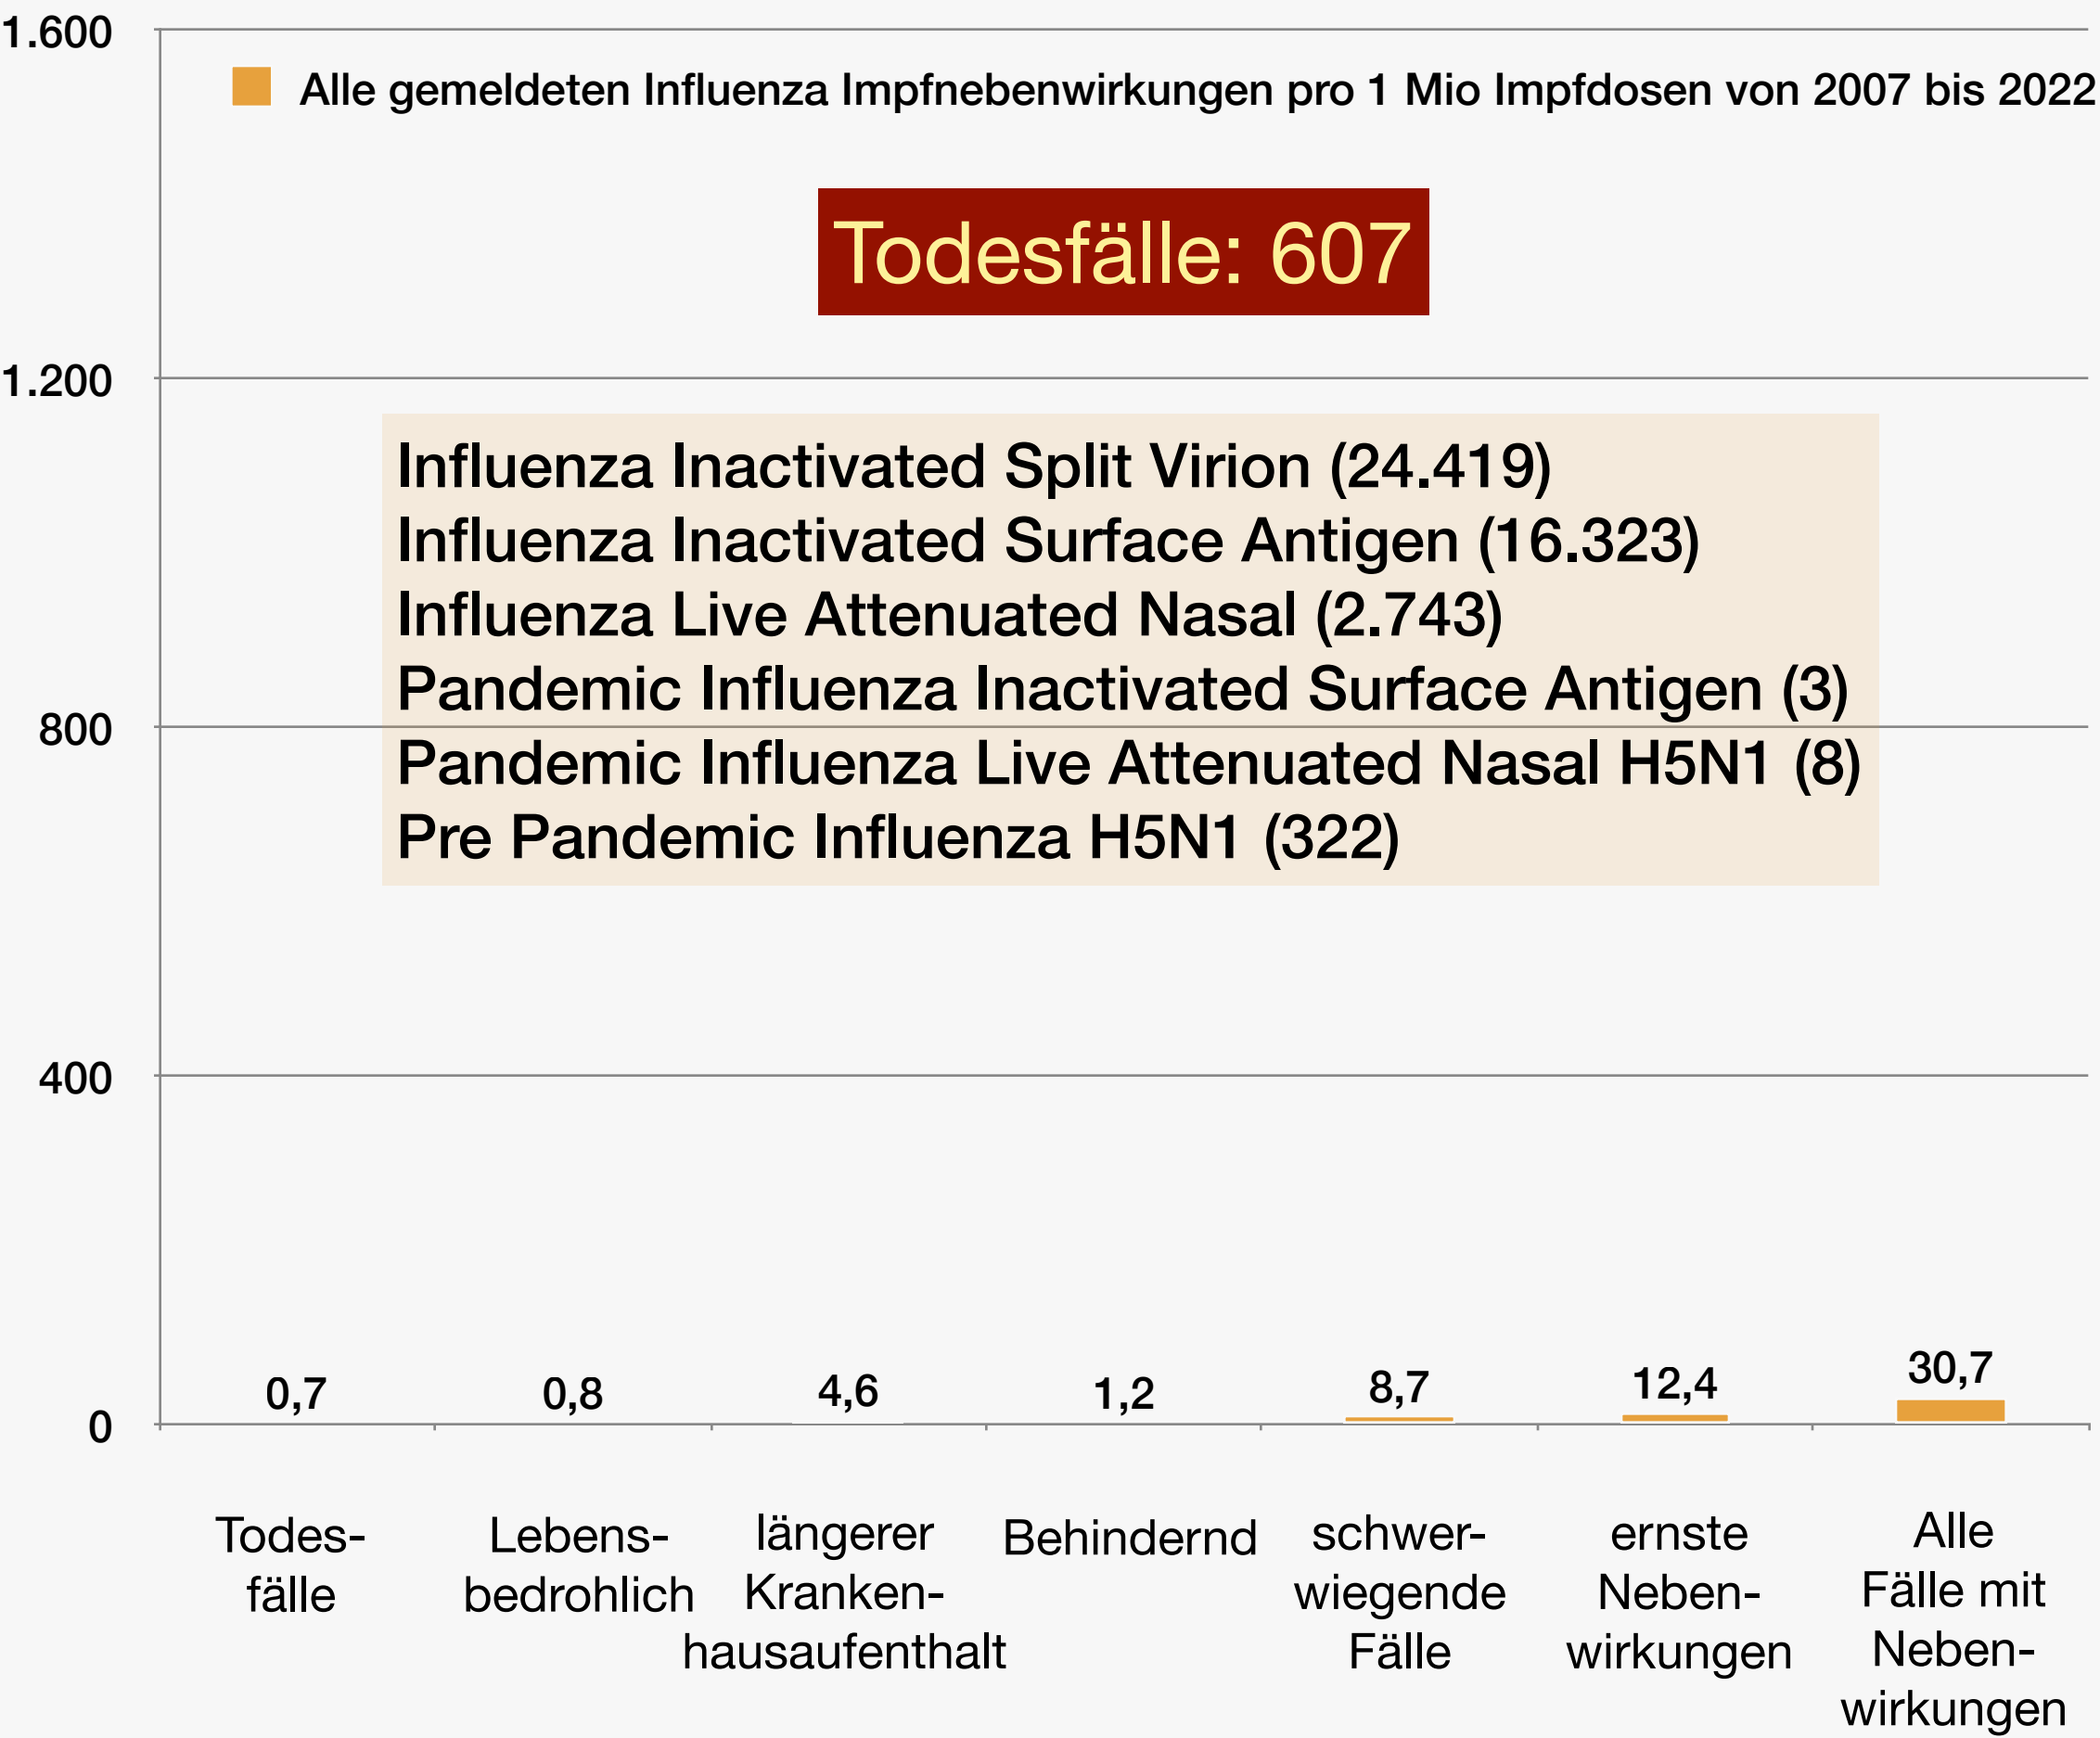 1.600
Alle gemeldeten Influenza Impfnebenwirkungen pro 1 Mio Impfdosen von 2007 bis 2022
Todesfälle: 607
1.200
Influenza Inactivated Split Virion (24.419)
Influenza Inactivated Surface Antigen (16.323)
Influenza Live Attenuated Nasal (2.743)
Pandemic Influenza Inactivated Surface Antigen (3)
800
Pandemic Influenza Live Attenuated Nasal H5N1 (8)
Pre Pandemic Influenza H5N1 (322)
400
0,7 0,8 4,6 1,2 8,7 12,4 30,7
0
Todes-
fälle
Lebens-
bedrohlich
längerer
Kranken-
hausaufenthalt
Behindernd
schwer-
wiegende
Fälle
ernste
Neben-
wirkungen
Alle
Fälle mit
Neben-
wirkungen